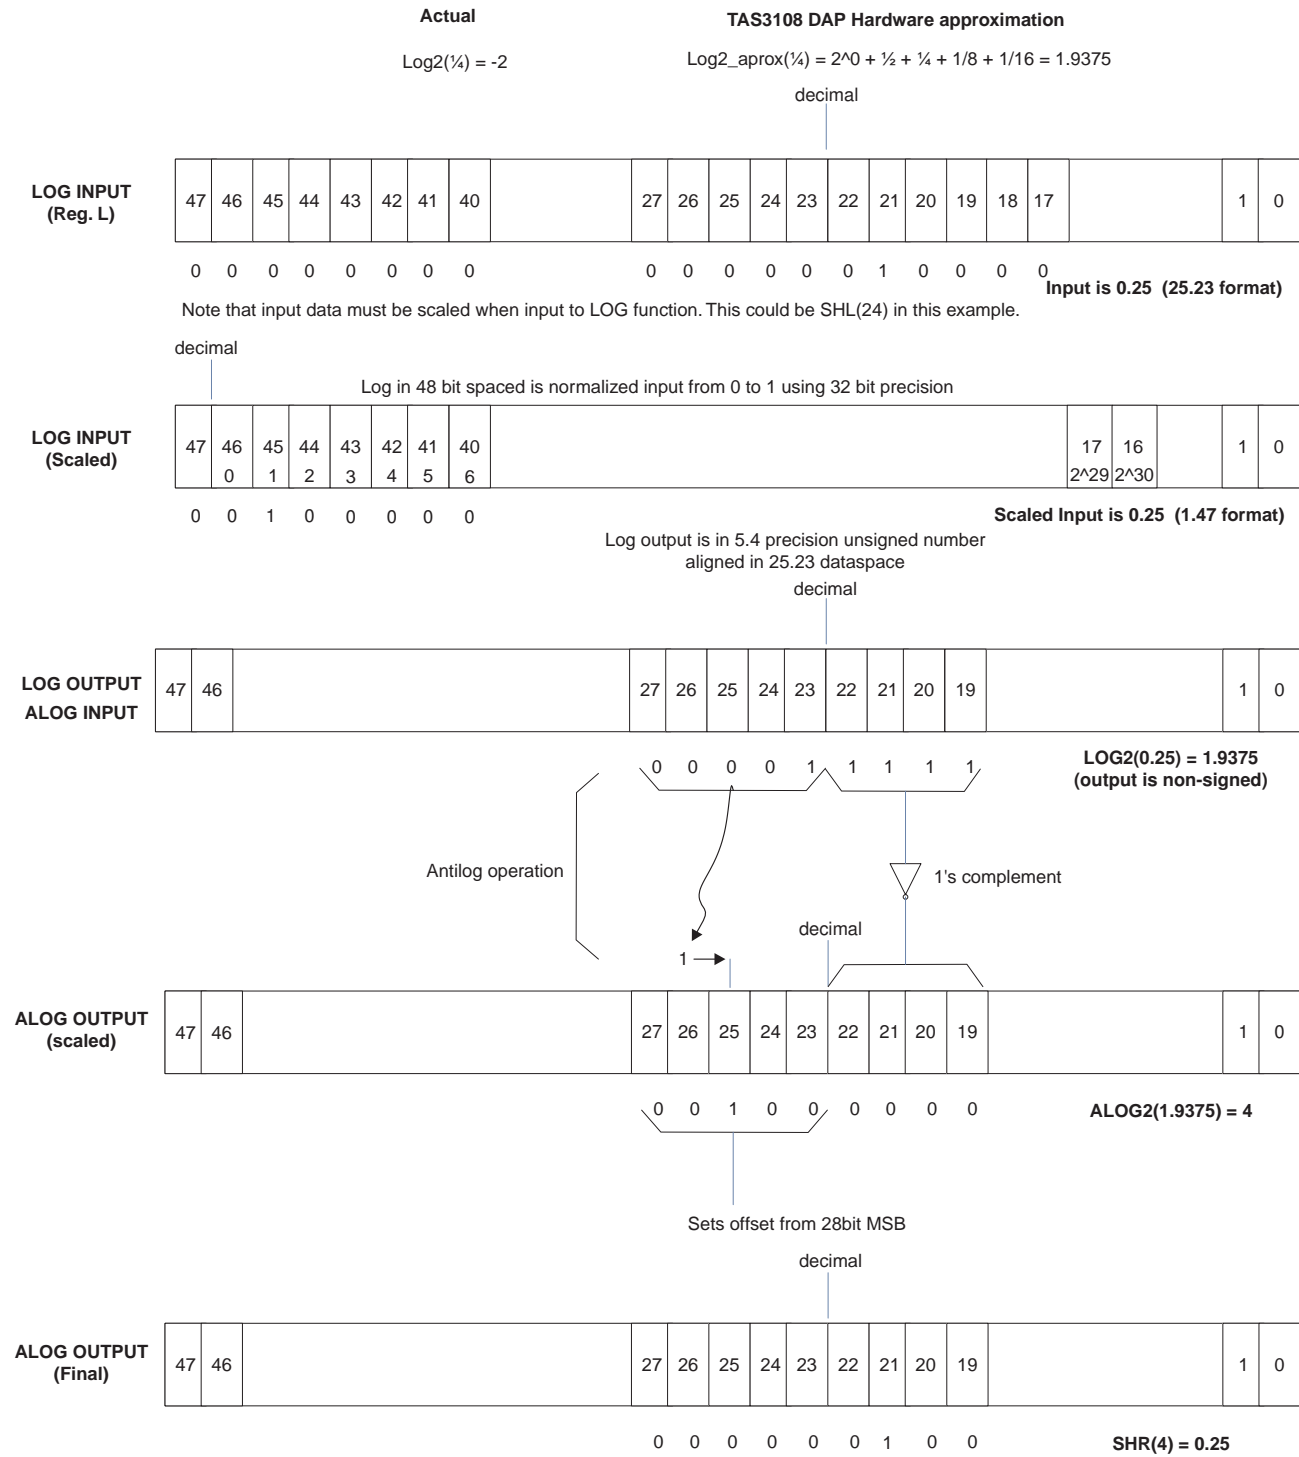 Actual
TAS3108 DAP Hardware approximation
Log2(¼) = -2
Log2_aprox(¼) = 2^0 + ½ + ¼ + 1/8 + 1/16 = 1.9375
decimal
LOG INPUT
(Reg. L)
47 46 45 44 43 42 41 40 27 26 25 24 23 22 21 20 19 18 17 1 0
0 0 0 0 0 0 0 0 0 0 0 0 0 0 1 0 0 0 0
Input is 0.25 (25.23 format)
Note that input data must be scaled when input to LOG function. This could be SHL(24) in this example.
decimal
Log in 48 bit spaced is normalized input from 0 to 1 using 32 bit precision
LOG INPUT
(Scaled)
47 46 45 44 43 42 41 40 17 16 1 0
0 1 2 3 4 5 6 2^29 2^30
0 0 1 0 0 0 0 0
Scaled Input is 0.25 (1.47 format)
Log output is in 5.4 precision unsigned number
aligned in 25.23 dataspace
decimal
LOG OUTPUT
ALOG INPUT
47 46 27 26 25 24 23 22 21 20 19 1 0
0 0 0 0 1 1 1 1 1
LOG2(0.25) = 1.9375
(output is non-signed)
Antilog operation
1's complement
decimal
1
ALOG OUTPUT
(scaled)
47 46 27 26 25 24 23 22 21 20 19 1 0
0 0 1 0 0 0 0 0 0
ALOG2(1.9375) = 4
Sets offset from 28bit MSB
decimal
ALOG OUTPUT
(Final)
47 46 27 26 25 24 23 22 21 20 19 1 0
0 0 0 0 0 0 1 0 0
SHR(4) = 0.25